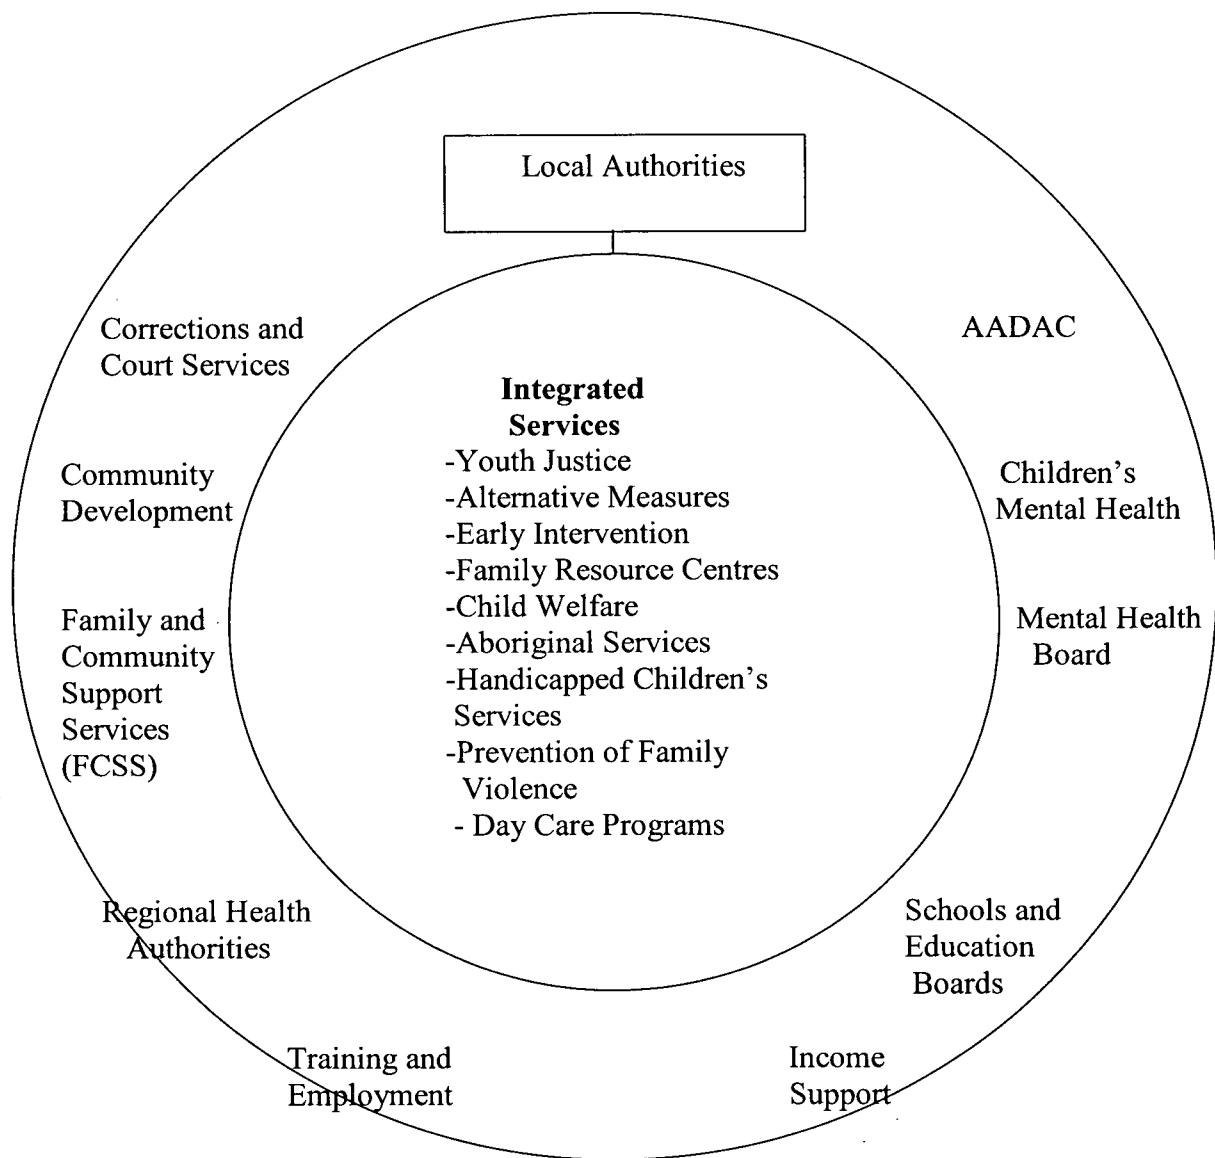 Local Authorities
Corrections and
Court Services
AADAC
Integrated
Services
-Youth Justice
-Alternative Measures
-Early Intervention
-Family Resource Centres
-Child Welfare
-Aboriginal Services
-Handicapped Children's
Services
-Prevention of Family
Violence
- Day Care Programs
Community
Development
Children's
Mental Health
Family and
Community
Support
Services
(FCSS)
Mental Health
Board
Regional Health
Authorities
Schools and
Education
Boards
Training and
Employment
Income
Support